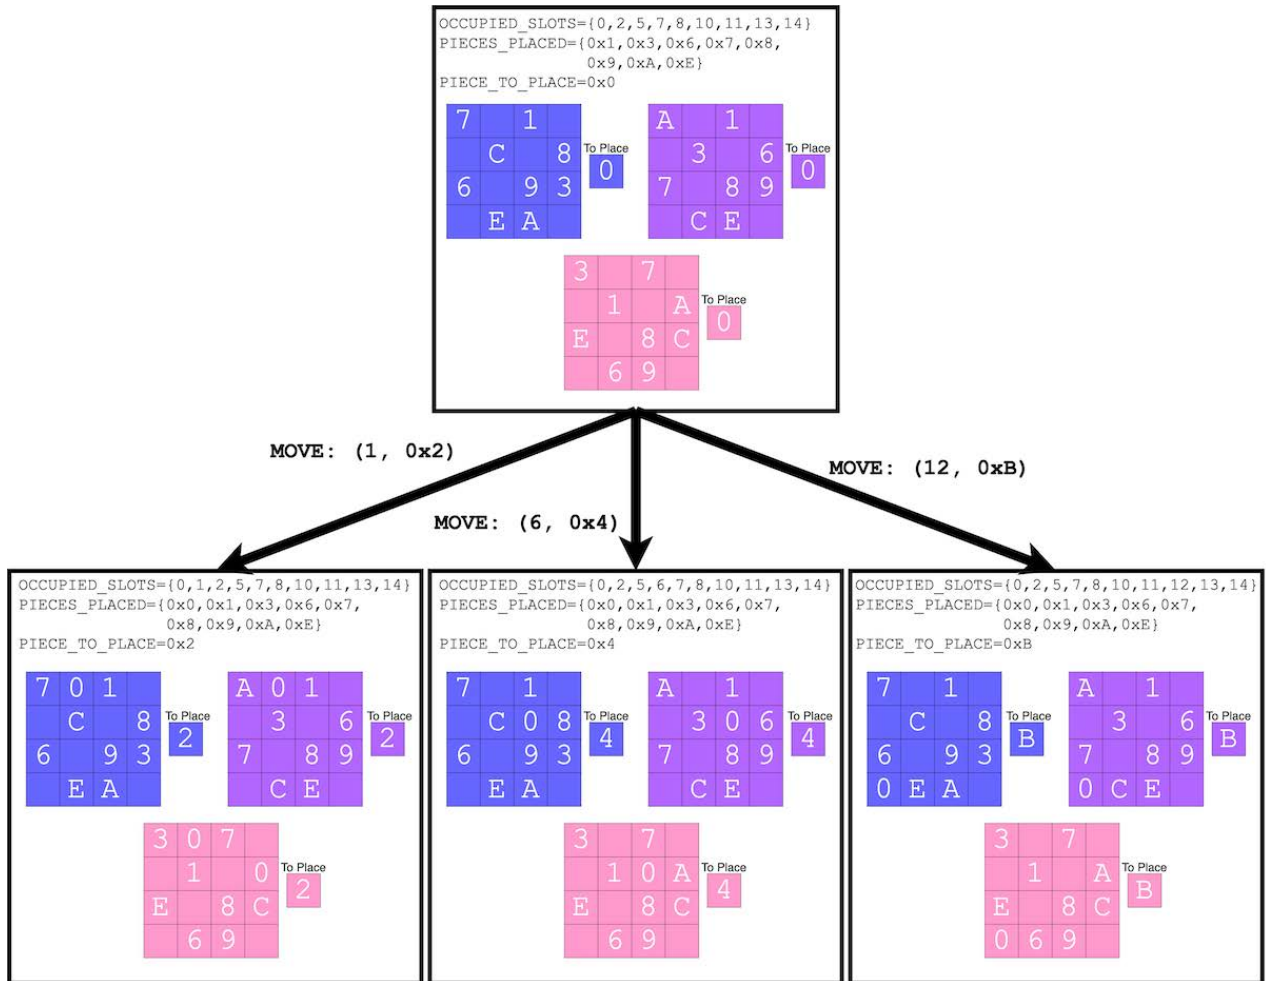 OCCUPIED_SLOTS={0,2,5,7,8,10,11,13,14}
PIECES_PLACED={0x1,0x3,0x6,0x7,0x8,
0x9,0xA,0xE}
PIECE_TO_PLACE=0x0
7 1
C 8
6 9 3
E A
To Place
0
A 1
3 6
7 8 9
C E
To Place
0
3 7
1 A
E 8 C
6 9
To Place
0
MOVE: (1, 0x2)
MOVE: (6, 0x4)
MOVE: (12, 0xB)
OCCUPIED_SLOTS={0,1,2,5,7,8,10,11,13,14}
PIECES_PLACED={0x0,0x1,0x3,0x6,0x7,
0x8,0x9,0xA,0xE}
PIECE_TO_PLACE=0x2
7 0 1
C 8
6 9 3
E A
To Place
2
A 0 1
3 6
7 8 9
C E
To Place
2
3 0 7
1 0
E 8 C
6 9
To Place
2
OCCUPIED_SLOTS={0,2,5,6,7,8,10,11,13,14}
PIECES_PLACED={0x0,0x1,0x3,0x6,0x7,
0x8,0x9,0xA,0xE}
PIECE_TO_PLACE=0x4
7 1
C 0 8
6 9 3
E A
To Place
4
A 1
3 0 6
7 8 9
C E
To Place
4
3 7
1 0 A
E 8 C
6 9
To Place
4
OCCUPIED_SLOTS={0,2,5,7,8,10,11,12,13,14}
PIECES_PLACED={0x0,0x1,0x3,0x6,0x7,
0x8,0x9,0xA,0xE}
PIECE_TO_PLACE=0xB
7 1
C 8
6 9 3
0 E A
To Place
B
A 1
3 6
7 8 9
0 C E
To Place
B
3 7
1 A
E 8 C
0 6 9
To Place
B